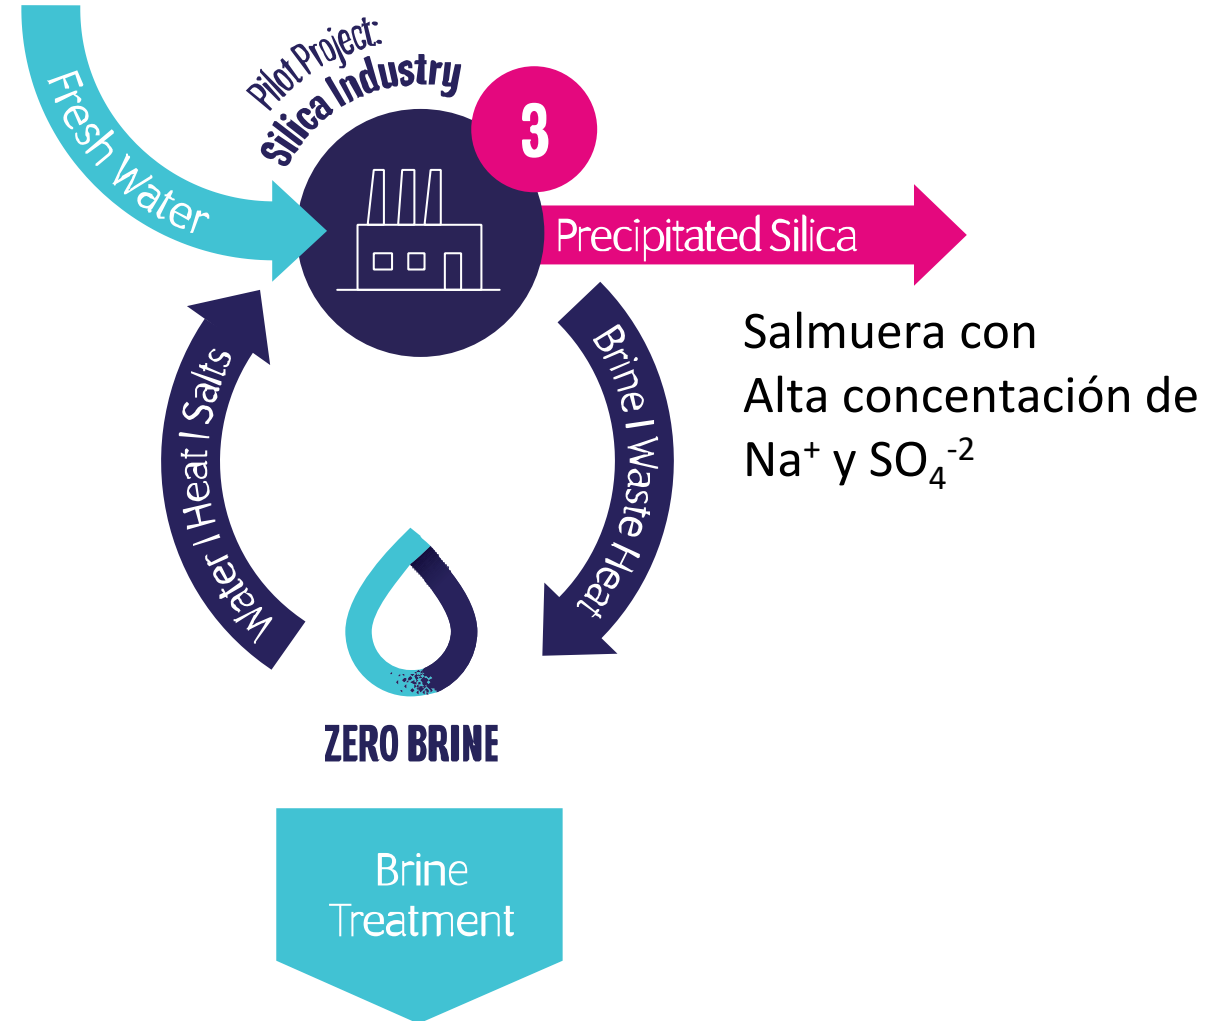 Pilot Project:
Silica Industry
3
Fresh Water
Precipitated Silica
Salmuera con
Alta concentación de
Na⁺ y SO₄⁻²
Brine | Waste Heat
Water | Heat | Salts
ZERO BRINE
Brine
Treatment